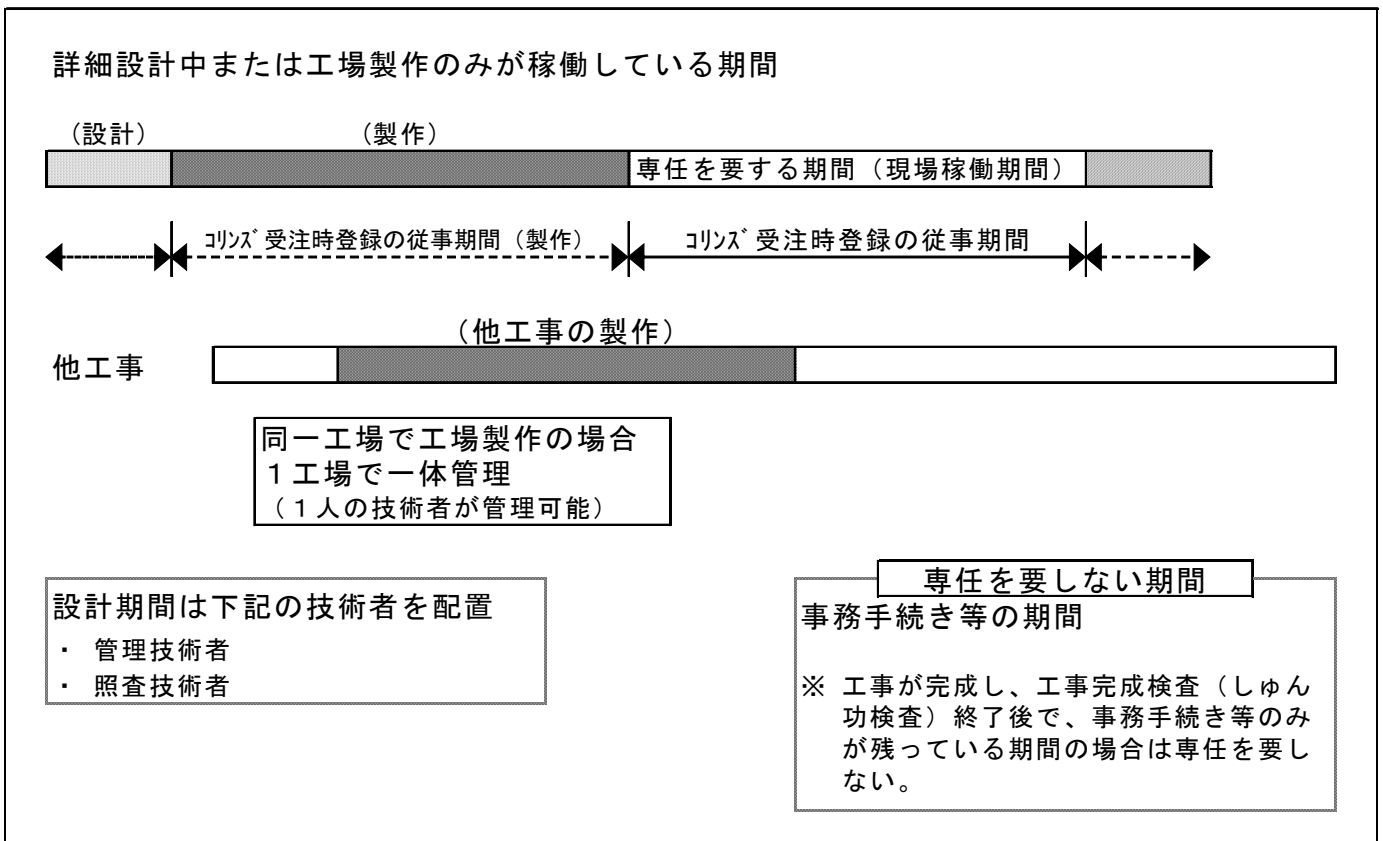 詳細設計中または工場製作のみが稼働している期間
（設計）
（製作）
専任を要する期間（現場稼働期間）
ｺﾘﾝｽﾞ受注時登録の従事期間（製作）
ｺﾘﾝｽﾞ受注時登録の従事期間
（他工事の製作）
他工事
同一工場で工場製作の場合
１工場で一体管理
（１人の技術者が管理可能）
設計期間は下記の技術者を配置
・ 管理技術者
・ 照査技術者
専任を要しない期間
事務手続き等の期間
※ 工事が完成し、工事完成検査（しゅん
功検査）終了後で、事務手続き等のみ
が残っている期間の場合は専任を要し
ない。